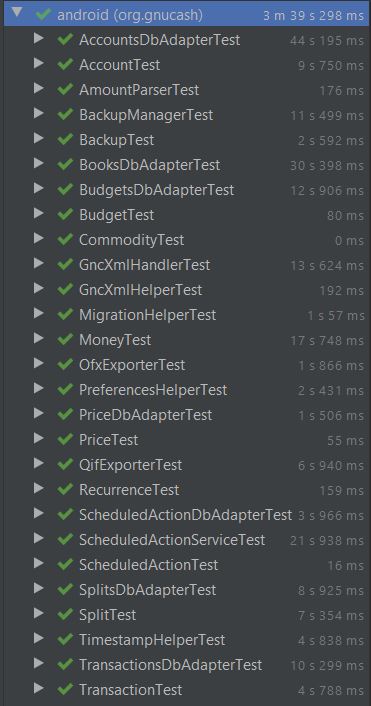 android (org.gnucash) 3 m 39 s 298 ms
AccountsDbAdapterTest 44 s 195 ms
AccountTest 9 s 750 ms
AmountParserTest 176 ms
BackupManagerTest 11 s 499 ms
BackupTest 2 s 592 ms
BooksDbAdapterTest 30 s 398 ms
BudgetsDbAdapterTest 12 s 906 ms
BudgetTest 80 ms
CommodityTest 0 ms
GncXmlHandlerTest 13 s 624 ms
GncXmlHelperTest 192 ms
MigrationHelperTest 1 s 57 ms
MoneyTest 17 s 748 ms
OfxExporterTest 1 s 866 ms
PreferencesHelperTest 2 s 431 ms
PriceDbAdapterTest 1 s 506 ms
PriceTest 55 ms
QifExporterTest 6 s 940 ms
RecurrenceTest 159 ms
ScheduledActionDbAdapterTest 3 s 966 ms
ScheduledActionServiceTest 21 s 938 ms
ScheduledActionTest 16 ms
SplitsDbAdapterTest 8 s 925 ms
SplitTest 7 s 354 ms
TimestampHelperTest 4 s 838 ms
TransactionsDbAdapterTest 10 s 299 ms
TransactionTest 4 s 788 ms